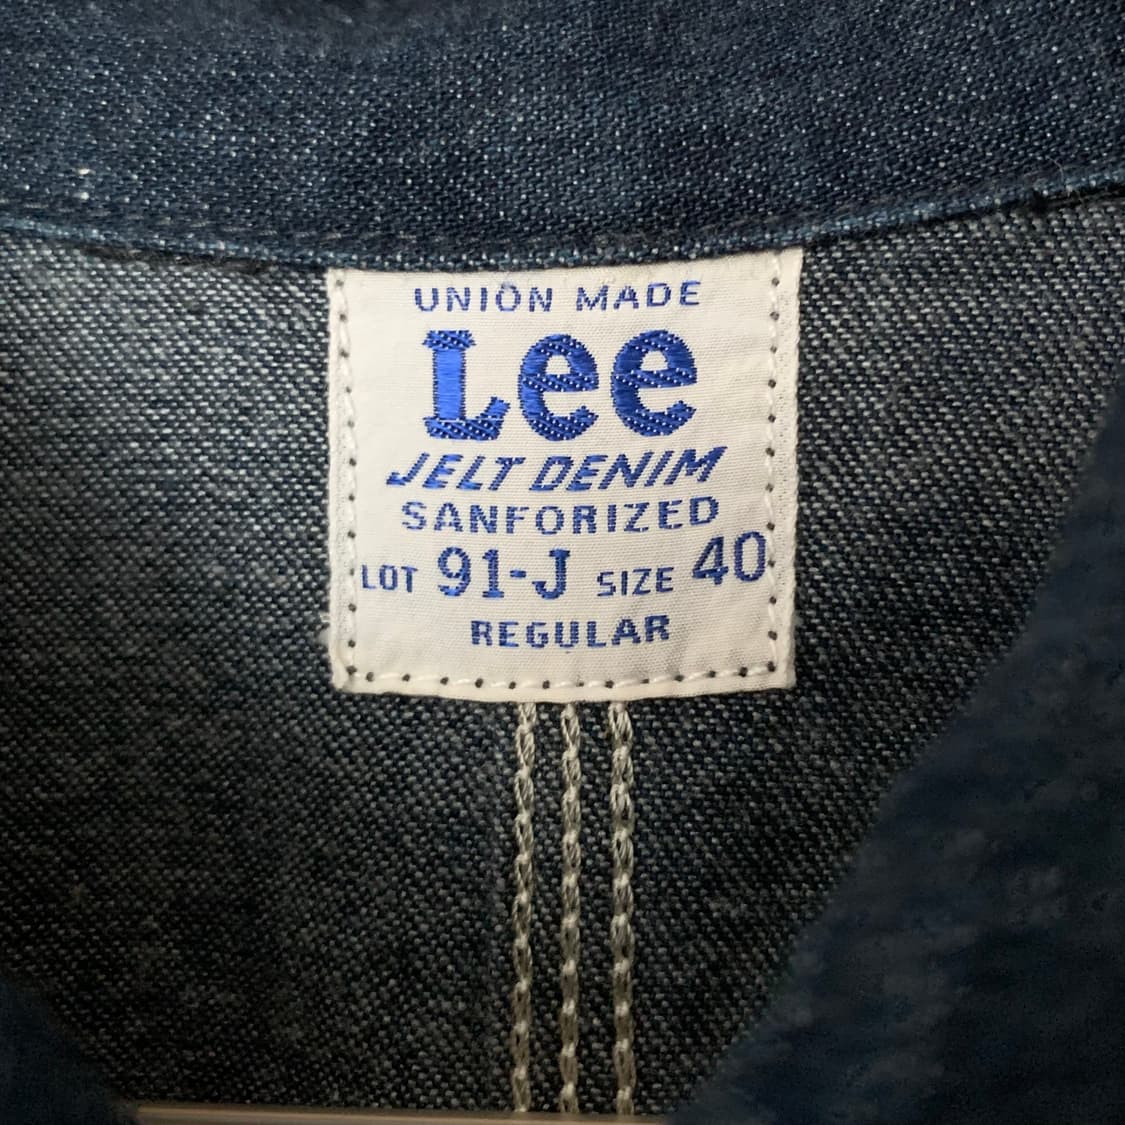 UNION MADE
Lee
JELT DENIM
SANFORIZED
LOT 91-J SIZE 40
REGULAR